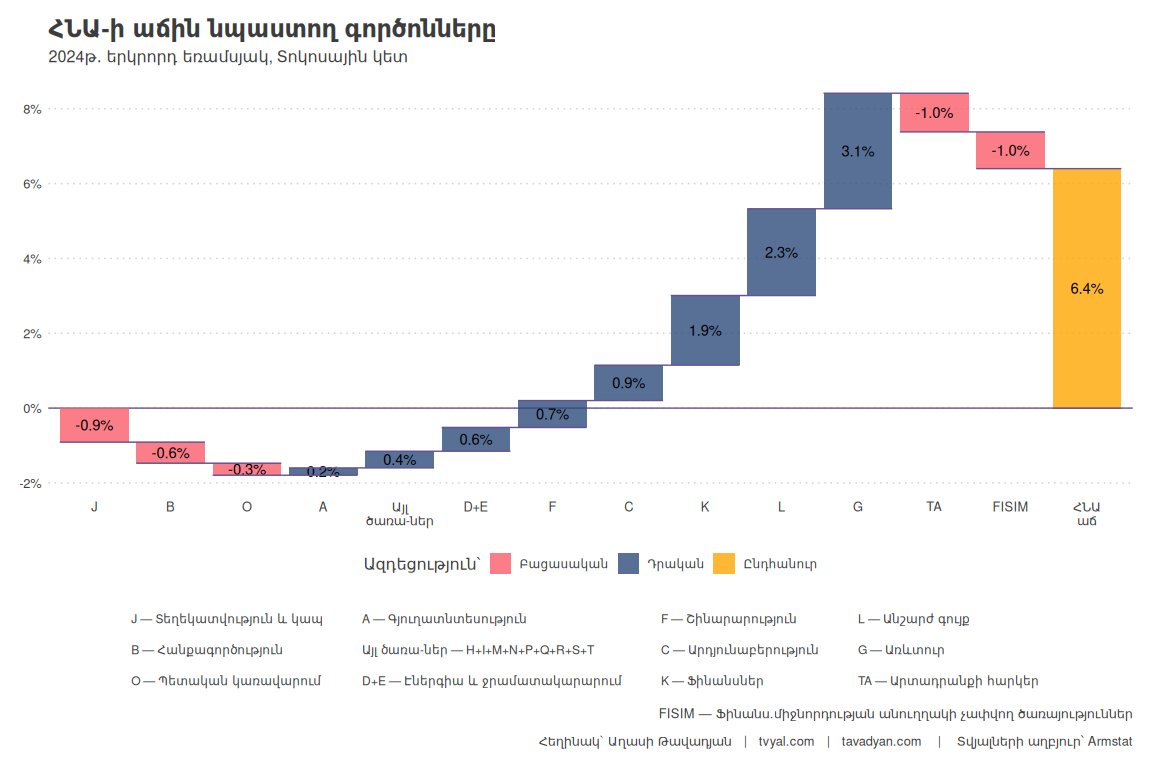 ՀՆԱ-ի աճին նպաստող գործոնները
2024թ. երկրորդ եռամսյակ, Տոկոսային կետ
8%
6%
4%
2%
0%
-2%
-0.9%
-0.6%
-0.3%
0.2%
0.4%
0.6%
0.7%
0.9%
1.9%
2.3%
3.1%
-1.0%
-1.0%
6.4%
J B O A Այլ ծառա-ներ D+E F C K L G TA FISIM ՀՆԱ աճ
Ազդեցություն՝ Բացասական Դրական Ընդհանուր
J — Տեղեկատվություն և կապ A — Գյուղատնտեսություն F — Շինարարություն L — Անշարժ գույք
B — Հանքագործություն Այլ ծառա-ներ — H+I+M+N+P+Q+R+S+T C — Արդյունաբերություն G — Առևտուր
O — Պետական կառավարում D+E — Էներգիա և ջրամատակարարում K — Ֆինանսներ TA — Արտադրանքի հարկեր
FISIM — Ֆինանս.միջնորդության անուղղակի չափվող ծառայություններ
Հեղինակ՝ Աղասի Թավադյան | tvyal.com | tavadyan.com | Տվյալների աղբյուր՝ Armstat